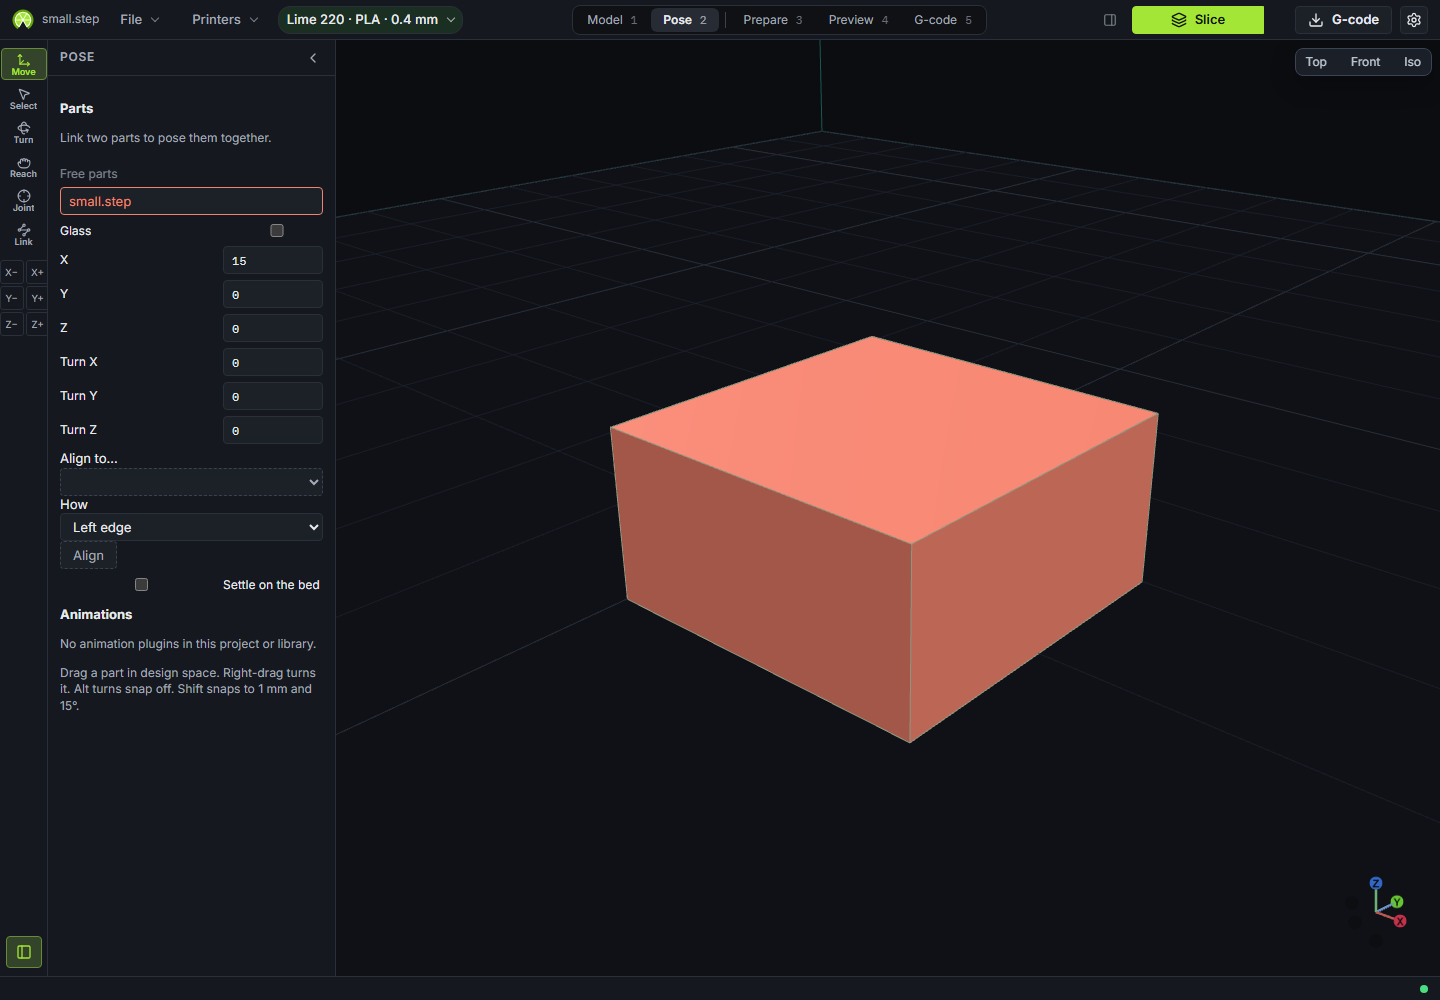 small.step File Printers Lime 220 · PLA · 0.4 mm Model 1 Pose 2 Prepare 3 Preview 4 G-code 5 Slice G-code
Move
Select
Turn
Reach
Joint
Link
X− X+
Y− Y+
Z− Z+
POSE
Parts
Link two parts to pose them together.
Free parts
small.step
Glass
X 15
Y 0
Z 0
Turn X 0
Turn Y 0
Turn Z 0
Align to...
How
Left edge
Align
Settle on the bed
Animations
No animation plugins in this project or library.
Drag a part in design space. Right-drag turns
it. Alt turns snap off. Shift snaps to 1 mm and
15°.
Top Front Iso
Z
Y
X